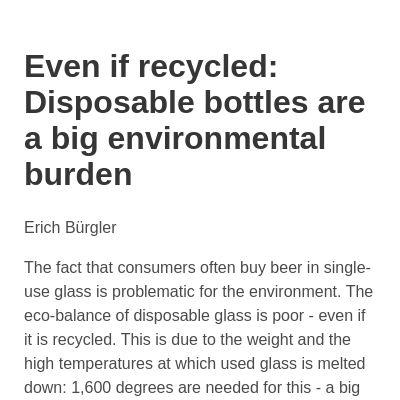 Even if recycled:
Disposable bottles are
a big environmental
burden
Erich Bürgler
The fact that consumers often buy beer in single-
use glass is problematic for the environment. The
eco-balance of disposable glass is poor - even if
it is recycled. This is due to the weight and the
high temperatures at which used glass is melted
down: 1,600 degrees are needed for this - a big